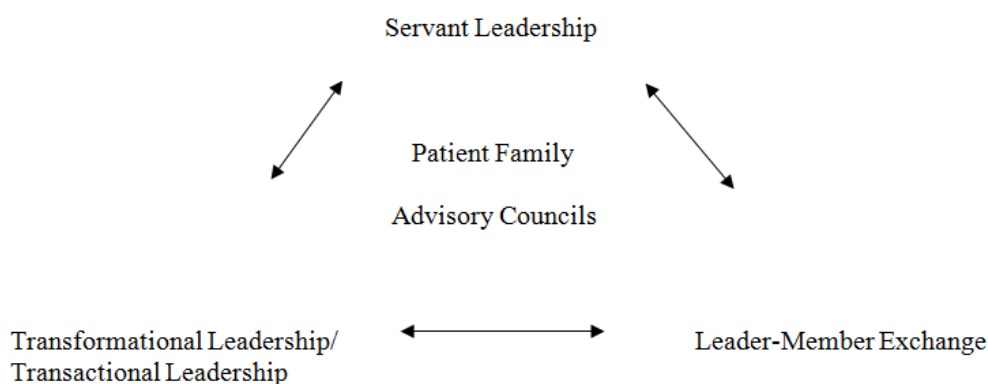 Servant Leadership
Patient Family
Advisory Councils
Transformational Leadership/
Transactional Leadership
Leader-Member Exchange